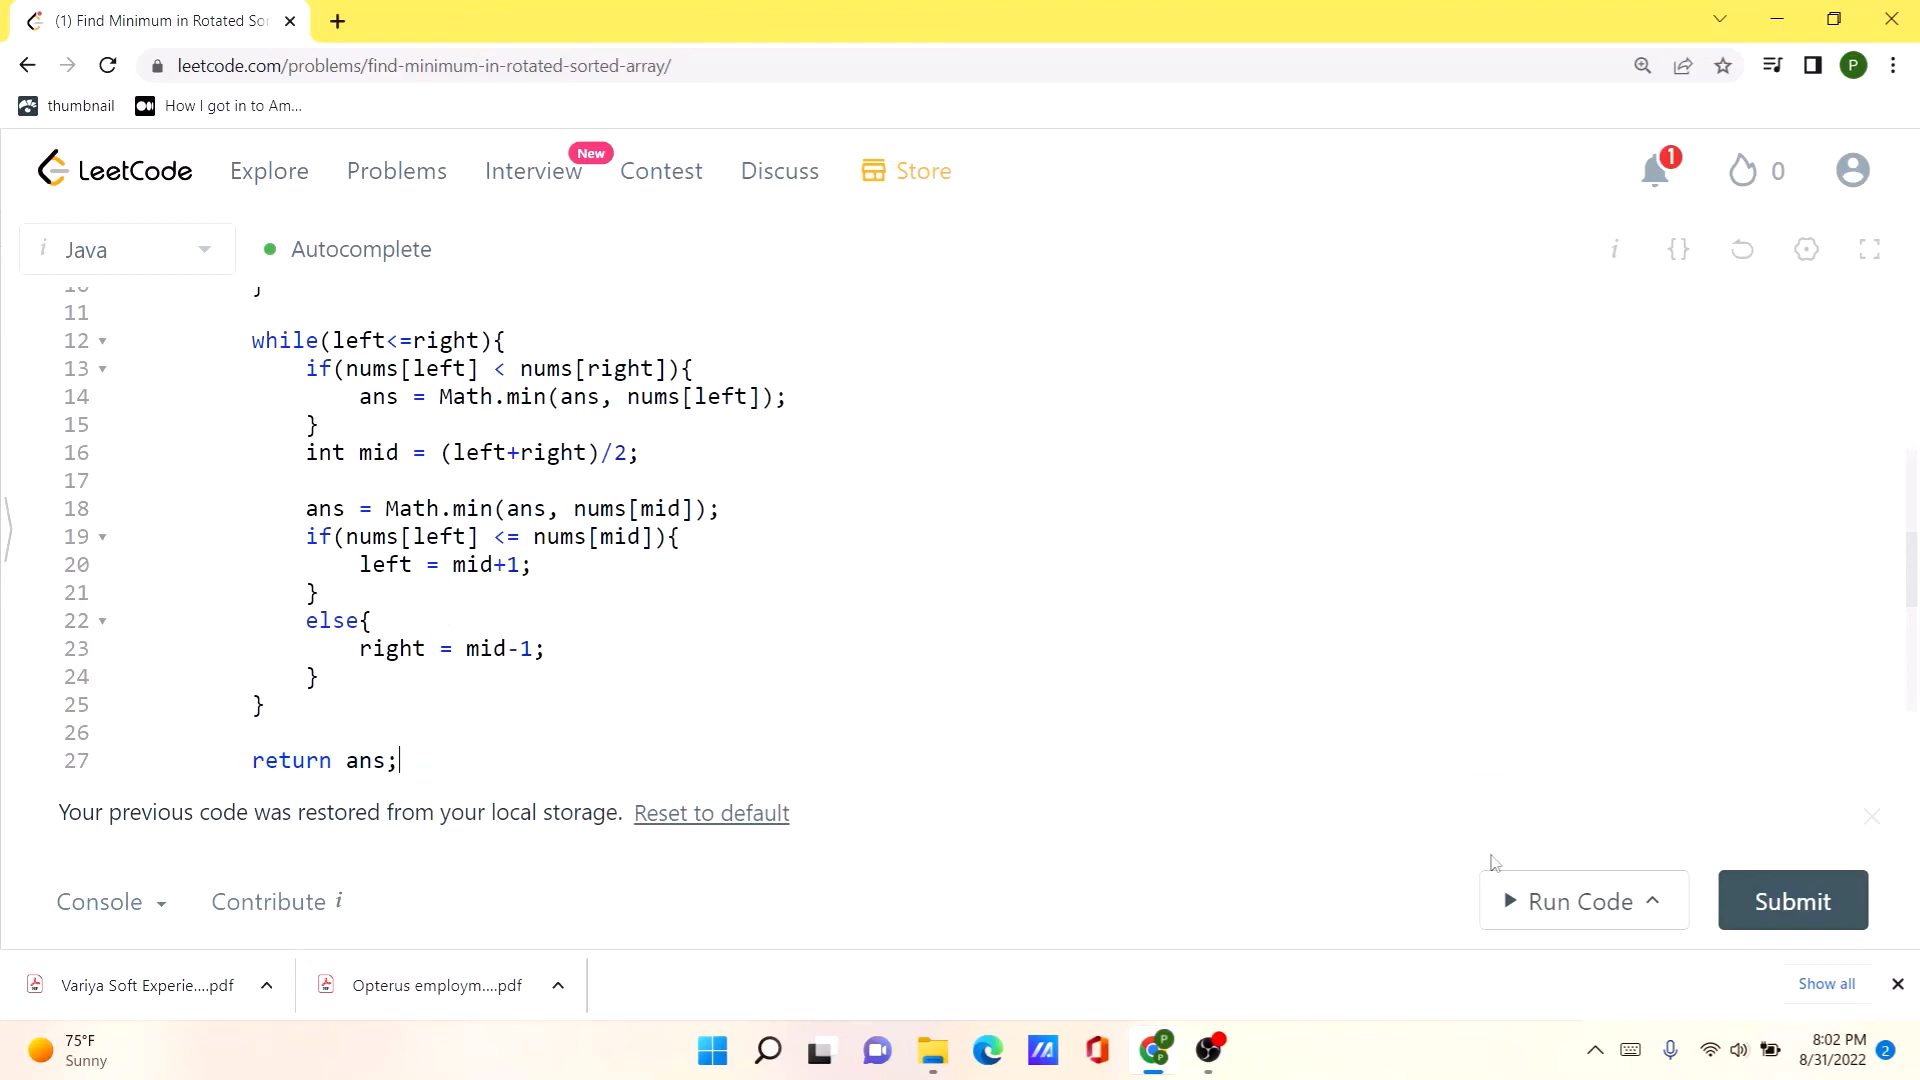 (1) Find Minimum in Rotated Sor
leetcode.com/problems/find-minimum-in-rotated-sorted-array/
P
thumbnail
How I got in to Am...
LeetCode
Explore
Problems
Interview
New
Contest
Discuss
Store
1
0
i Java
Autocomplete
i {}
10 }
11
12 while(left<=right){
13 if(nums[left] < nums[right]){
14 ans = Math.min(ans, nums[left]);
15 }
16 int mid = (left+right)/2;
17
18 ans = Math.min(ans, nums[mid]);
19 if(nums[left] <= nums[mid]){
20 left = mid+1;
21 }
22 else{
23 right = mid-1;
24 }
25 }
26
27 return ans;
Your previous code was restored from your local storage. Reset to default
Console
Contribute i
Run Code
Submit
Variya Soft Experie....pdf
Opterus employm....pdf
Show all
75°F
Sunny
P
P
8:02 PM
8/31/2022
2